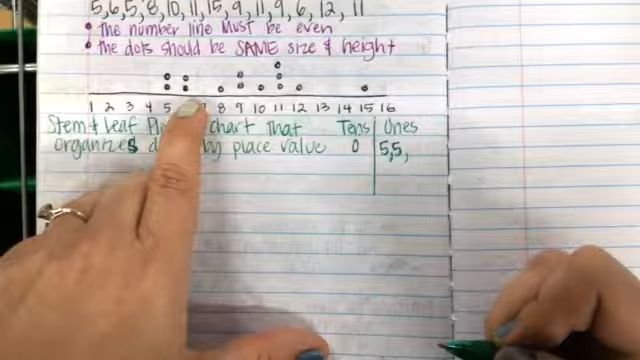 5,6,5,8,10,11,15,9,11,9,6,12,11
• the number line MUST be even
• the dots should be SAME size & height
1 2 3 4 5 7 8 9 10 11 12 13 14 15 16
Stem & Leaf chart that Tens Ones
organizes by place value 0 5,5,